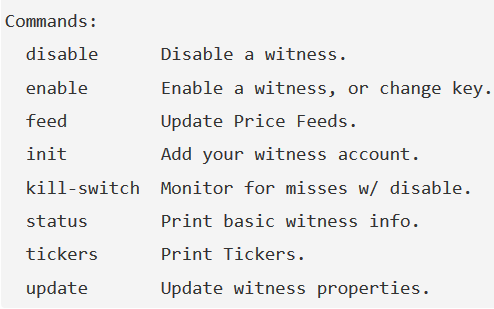 Commands:
  disable      Disable a witness.
  enable       Enable a witness, or change key.
  feed         Update Price Feeds.
  init         Add your witness account.
  kill-switch  Monitor for misses w/ disable.
  status       Print basic witness info.
  tickers      Print Tickers.
  update       Update witness properties.